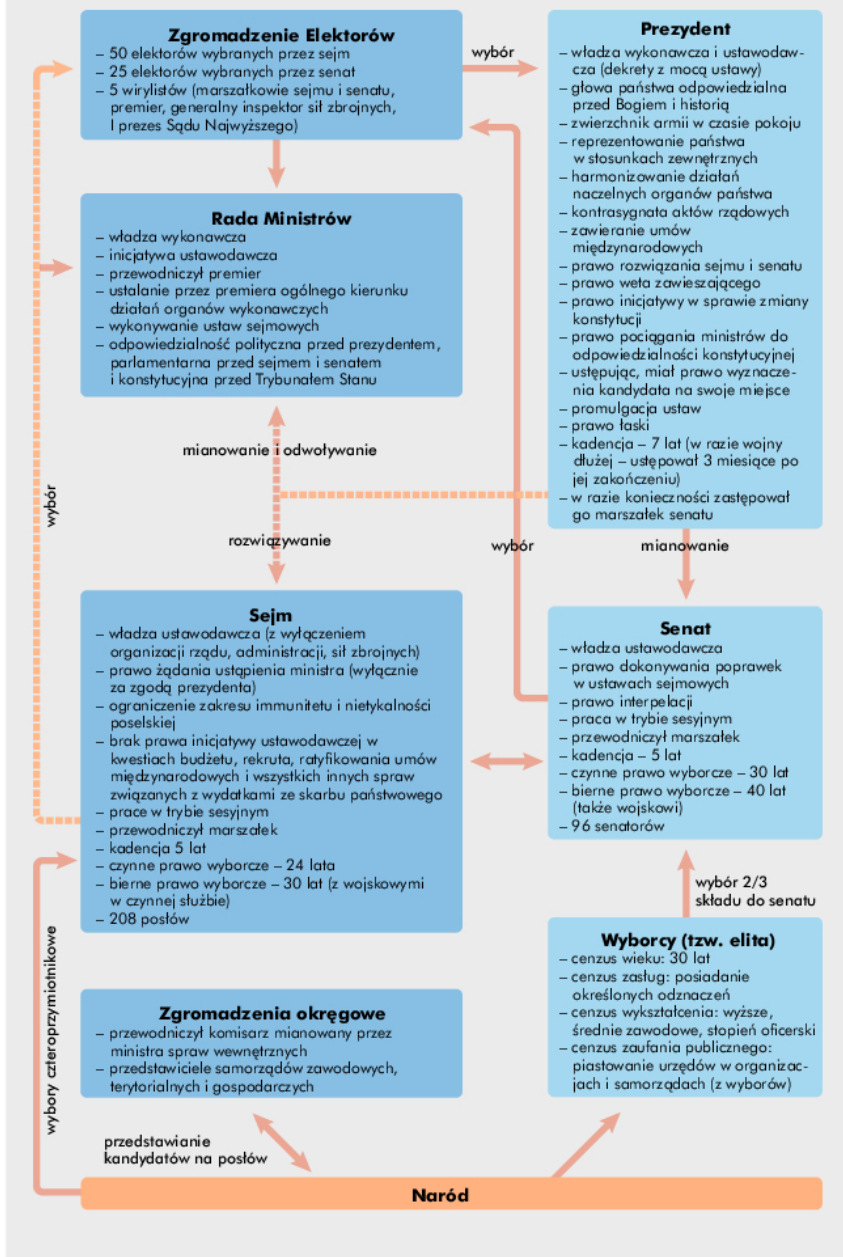 Zgromadzenie Elektorów
– 50 elektorów wybranych przez sejm
– 25 elektorów wybranych przez senat
– 5 wirylistów (marszałkowie sejmu i senatu,
premier, generalny inspektor sił zbrojnych,
I prezes Sądu Najwyższego)
wybór
Prezydent
– władza wykonawcza i ustawodaw-
cza (dekrety z mocą ustawy)
– głowa państwa odpowiedzialna
przed Bogiem i historią
– zwierzchnik armii w czasie pokoju
– reprezentowanie państwa
w stosunkach zewnętrznych
– harmonizowanie działań
naczelnych organów państwa
– kontrasygnata aktów rządowych
– zawieranie umów
międzynarodowych
– prawo rozwiązania sejmu i senatu
– prawo weta zawieszającego
– prawo inicjatywy w sprawie zmiany
konstytucji
– prawo pociągania ministrów do
odpowiedzialności konstytucyjnej
– ustępując, miał prawo wyznacze-
nia kandydata na swoje miejsce
– promulgacja ustaw
– prawo łaski
– kadencja – 7 lat (w razie wojny
dłużej – ustępował 3 miesiące po
jej zakończeniu)
– w razie konieczności zastępował
go marszałek senatu
Rada Ministrów
– władza wykonawcza
– inicjatywa ustawodawcza
– przewodniczył premier
– ustalanie przez premiera ogólnego kierunku
działań organów wykonawczych
– wykonywanie ustaw sejmowych
– odpowiedzialność polityczna przed prezydentem,
parlamentarna przed sejmem i senatem
i konstytucyjna przed Trybunałem Stanu
mianowanie i odwoływanie
wybór
rozwiązywanie
wybór
mianowanie
Sejm
– władza ustawodawcza (z wyłączeniem
organizacji rządu, administracji, sił zbrojnych)
– prawo żądania ustąpienia ministra (wyłącznie
za zgodą prezydenta)
– ograniczenie zakresu immunitetu i nietykalności
poselskiej
– brak prawa inicjatywy ustawodawczej w
kwestiach budżetu, rekruta, ratyfikowania umów
międzynarodowych i wszystkich innych spraw
związanych z wydatkami ze skarbu państwowego
– prace w trybie sesyjnym
– przewodniczył marszałek
– kadencja 5 lat
– czynne prawo wyborcze – 24 lata
– bierne prawo wyborcze – 30 lat (z wojskowymi
w czynnej służbie)
– 208 posłów
Senat
– władza ustawodawcza
– prawo dokonywania poprawek
w ustawach sejmowych
– prawo interpelacji
– praca w trybie sesyjnym
– przewodniczył marszałek
– kadencja – 5 lat
– czynne prawo wyborcze – 30 lat
– bierne prawo wyborcze – 40 lat
(także wojskowi)
– 96 senatorów
wybór 2/3
składu do senatu
Wyborcy (tzw. elita)
– cenzus wieku: 30 lat
– cenzus zasług: posiadanie
określonych odznaczeń
– cenzus wykształcenia: wyższe,
średnie zawodowe, stopień oficerski
– cenzus zaufania publicznego:
piastowanie urzędów w organizac-
jach i samorządach (z wyborów)
Zgromadzenia okręgowe
– przewodniczył komisarz mianowany przez
ministra spraw wewnętrznych
– przedstawiciele samorządów zawodowych,
terytorialnych i gospodarczych
wybory czteroprzymiotnikowe
przedstawianie
kandydatów na posłów
Naród